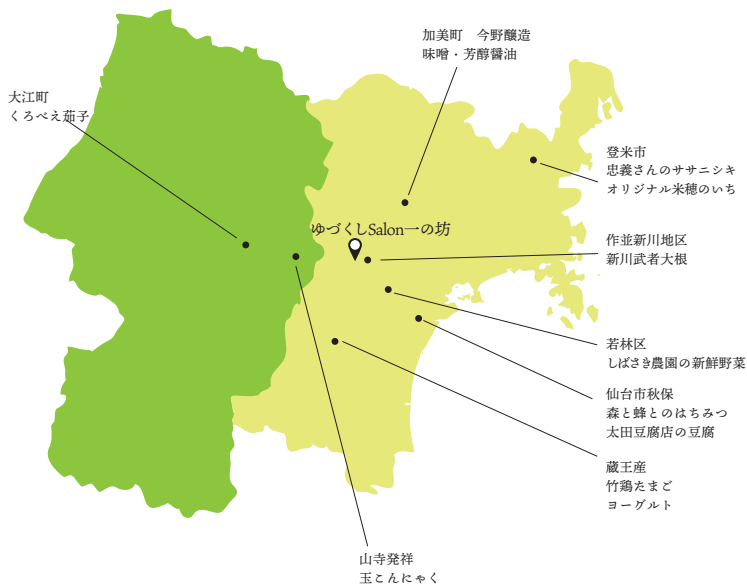 加美町　今野醸造
味噌・芳醇醤油
大江町
くろべえ茄子
登米市
忠義さんのササニシキ
オリジナル米穂のいち
ゆづくしSalon一の坊
作並新川地区
新川武者大根
若林区
しばさき農園の新鮮野菜
仙台市秋保
森と蜂とのはちみつ
太田豆腐店の豆腐
蔵王産
竹鶏たまご
ヨーグルト
山寺発祥
玉こんにゃく